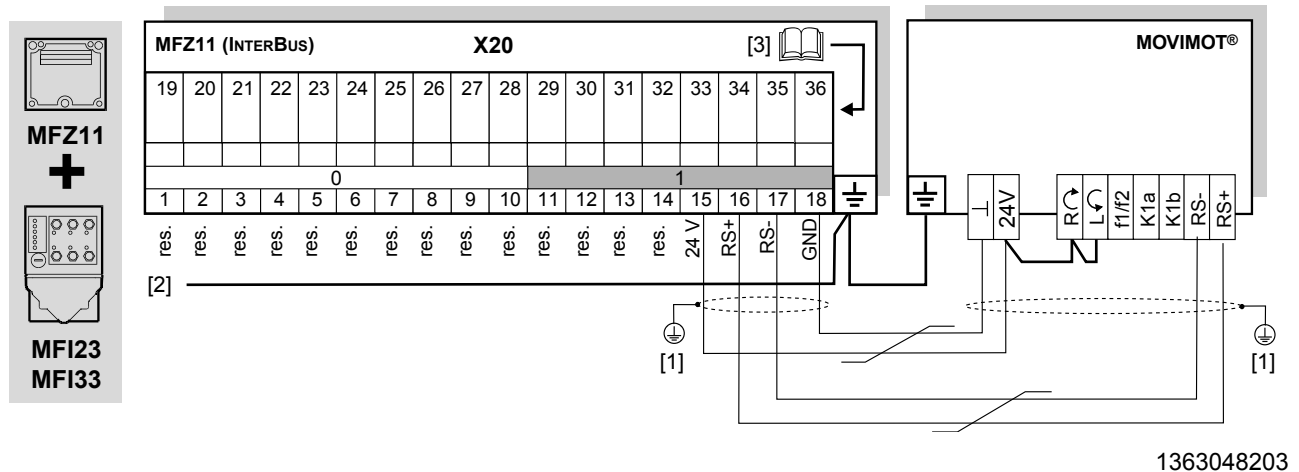 MFZ11 (INTERBUS) X20 [3] MOVIMOT®
19 20 21 22 23 24 25 26 27 28 29 30 31 32 33 34 35 36
MFZ11
+
0 1
1 2 3 4 5 6 7 8 9 10 11 12 13 14 15 16 17 18
⊥ 24V R L f1/f2 K1a K1b RS- RS+
res. res. res. res. res. res. res. res. res. res. res. res. res. res. 24 V RS+ RS- GND
[2]
[1] [1]
MFI23
MFI33
1363048203